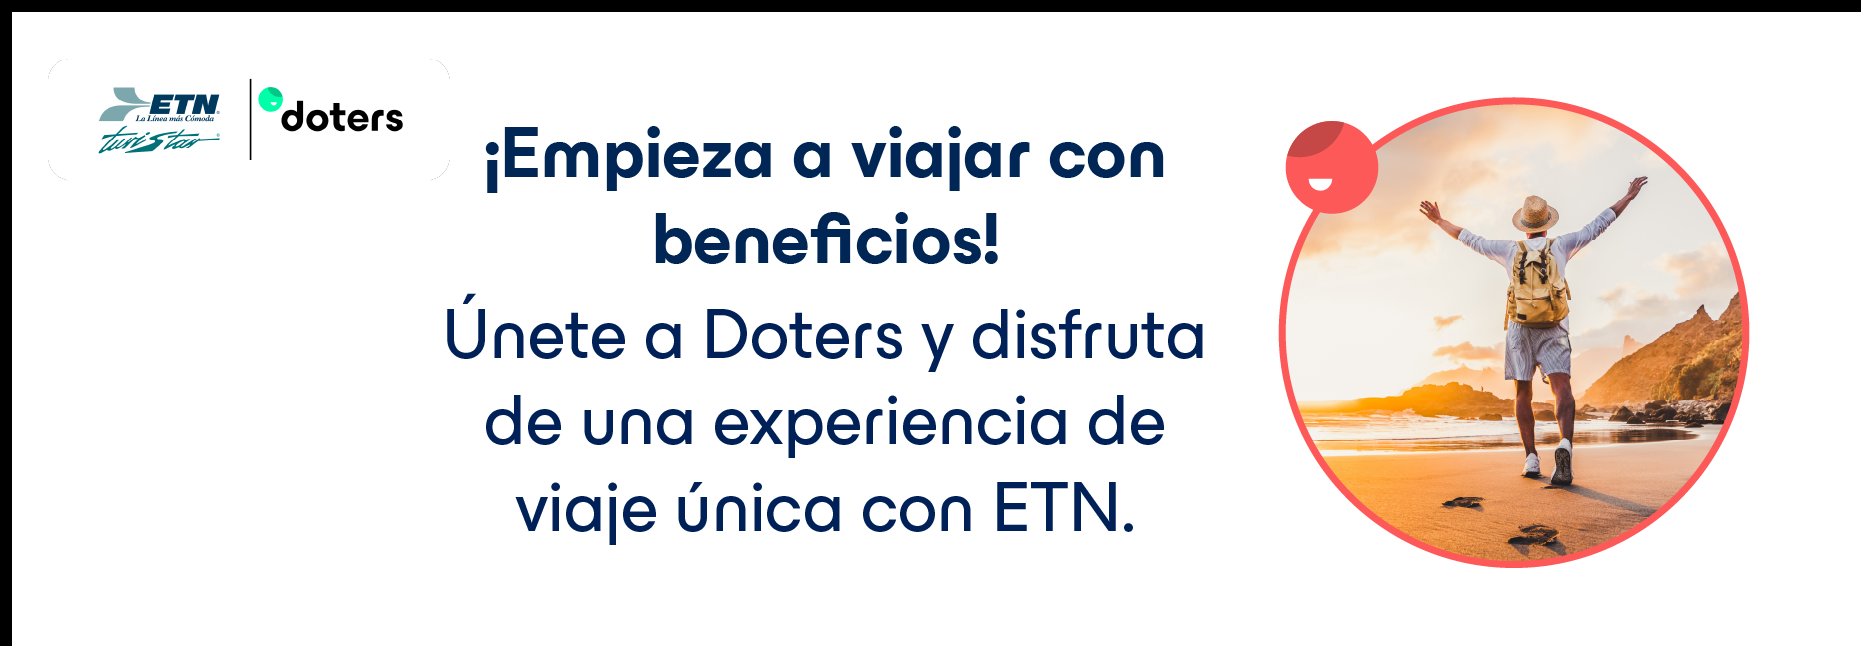 ETN
La Línea más Cómoda
turistar
doters
¡Empieza a viajar con
beneficios!
Únete a Doters y disfruta
de una experiencia de
viaje única con ETN.